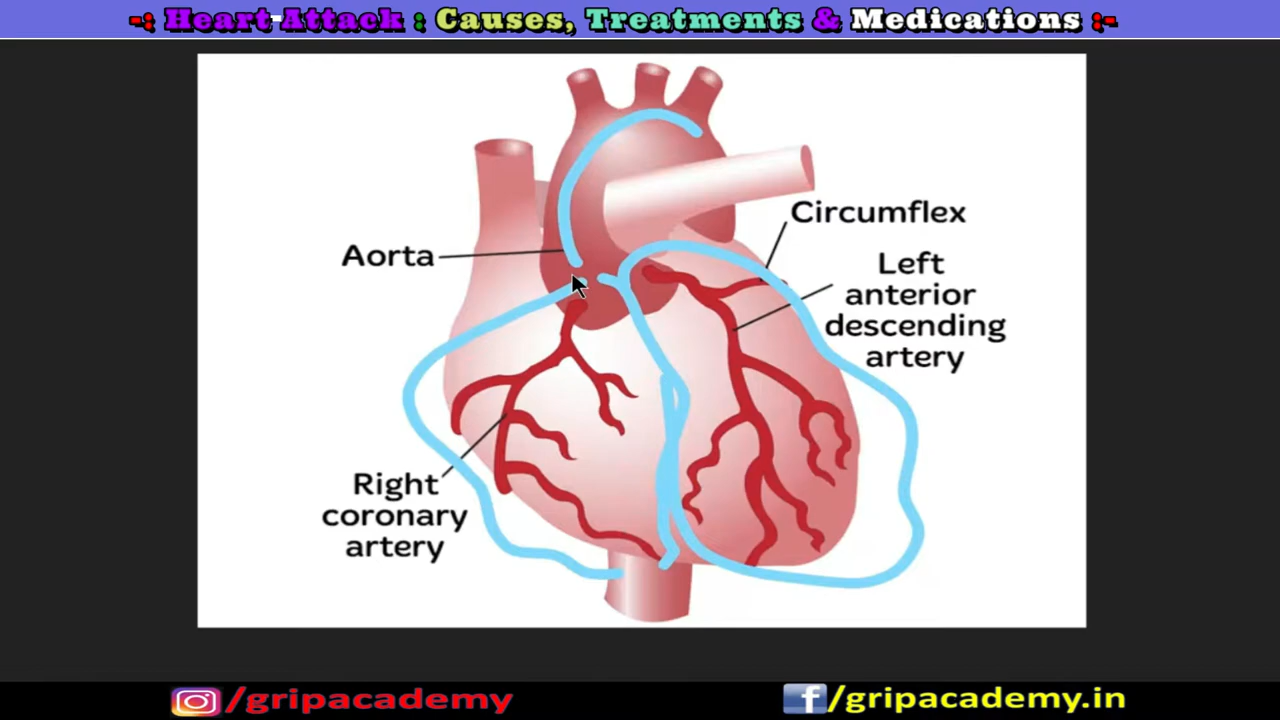 -: Heart Attack : Causes, Treatments & Medications :-
Circumflex
Aorta
Left
anterior
descending
artery
Right
coronary
artery
/gripacademy
/gripacademy.in